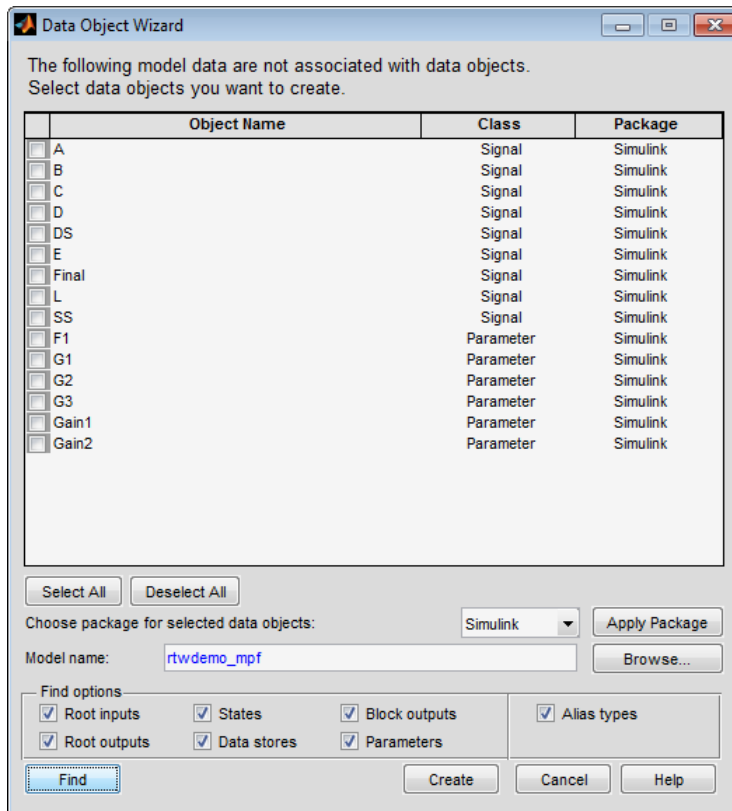 Data Object Wizard
The following model data are not associated with data objects.
Select data objects you want to create.
Object Name Class Package
A Signal Simulink
B Signal Simulink
C Signal Simulink
D Signal Simulink
DS Signal Simulink
E Signal Simulink
Final Signal Simulink
L Signal Simulink
SS Signal Simulink
F1 Parameter Simulink
G1 Parameter Simulink
G2 Parameter Simulink
G3 Parameter Simulink
Gain1 Parameter Simulink
Gain2 Parameter Simulink
Select All Deselect All
Choose package for selected data objects: Simulink Apply Package
Model name: rtwdemo_mpf Browse...
Find options
Root inputs States Block outputs Alias types
Root outputs Data stores Parameters
Find Create Cancel Help